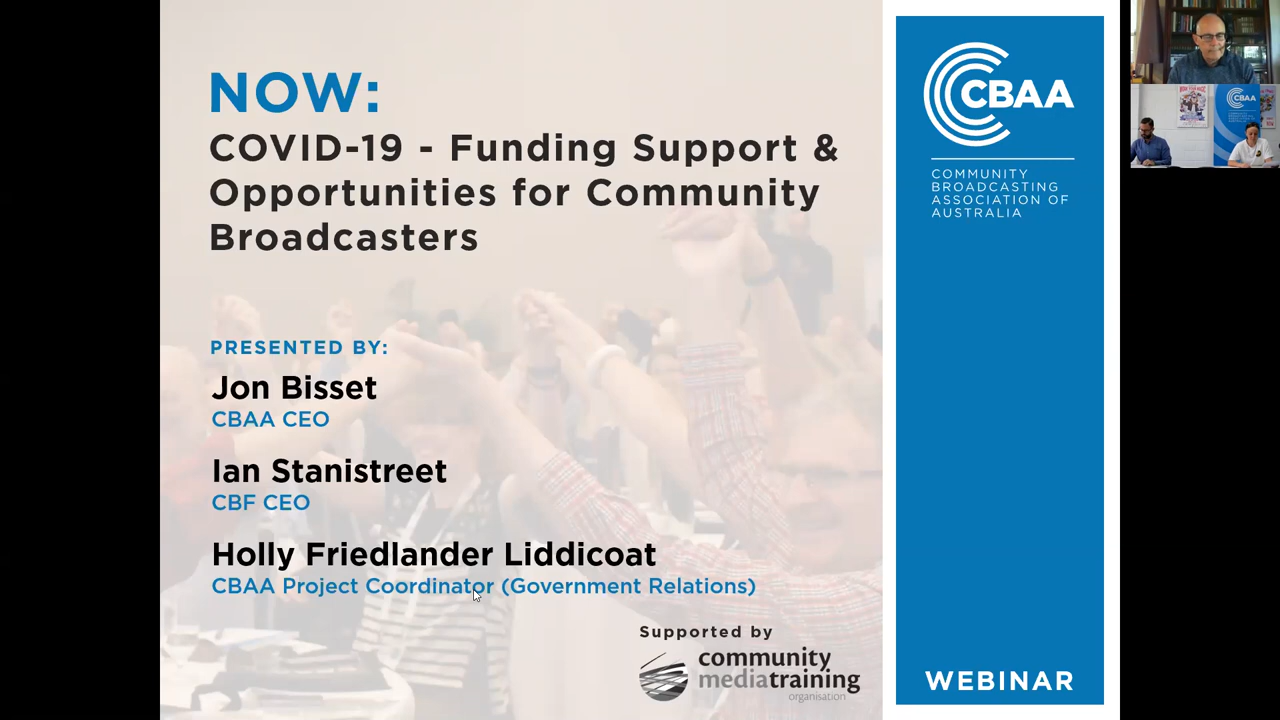 NOW:
COVID-19 - Funding Support &
Opportunities for Community
Broadcasters
PRESENTED BY:
Jon Bisset
CBAA CEO
Ian Stanistreet
CBF CEO
Holly Friedlander Liddicoat
CBAA Project Coordinator (Government Relations)
Supported by
community
mediatraining
organisation
CBAA
COMMUNITY
BROADCASTING
ASSOCIATION OF
AUSTRALIA
WEBINAR
CBAA